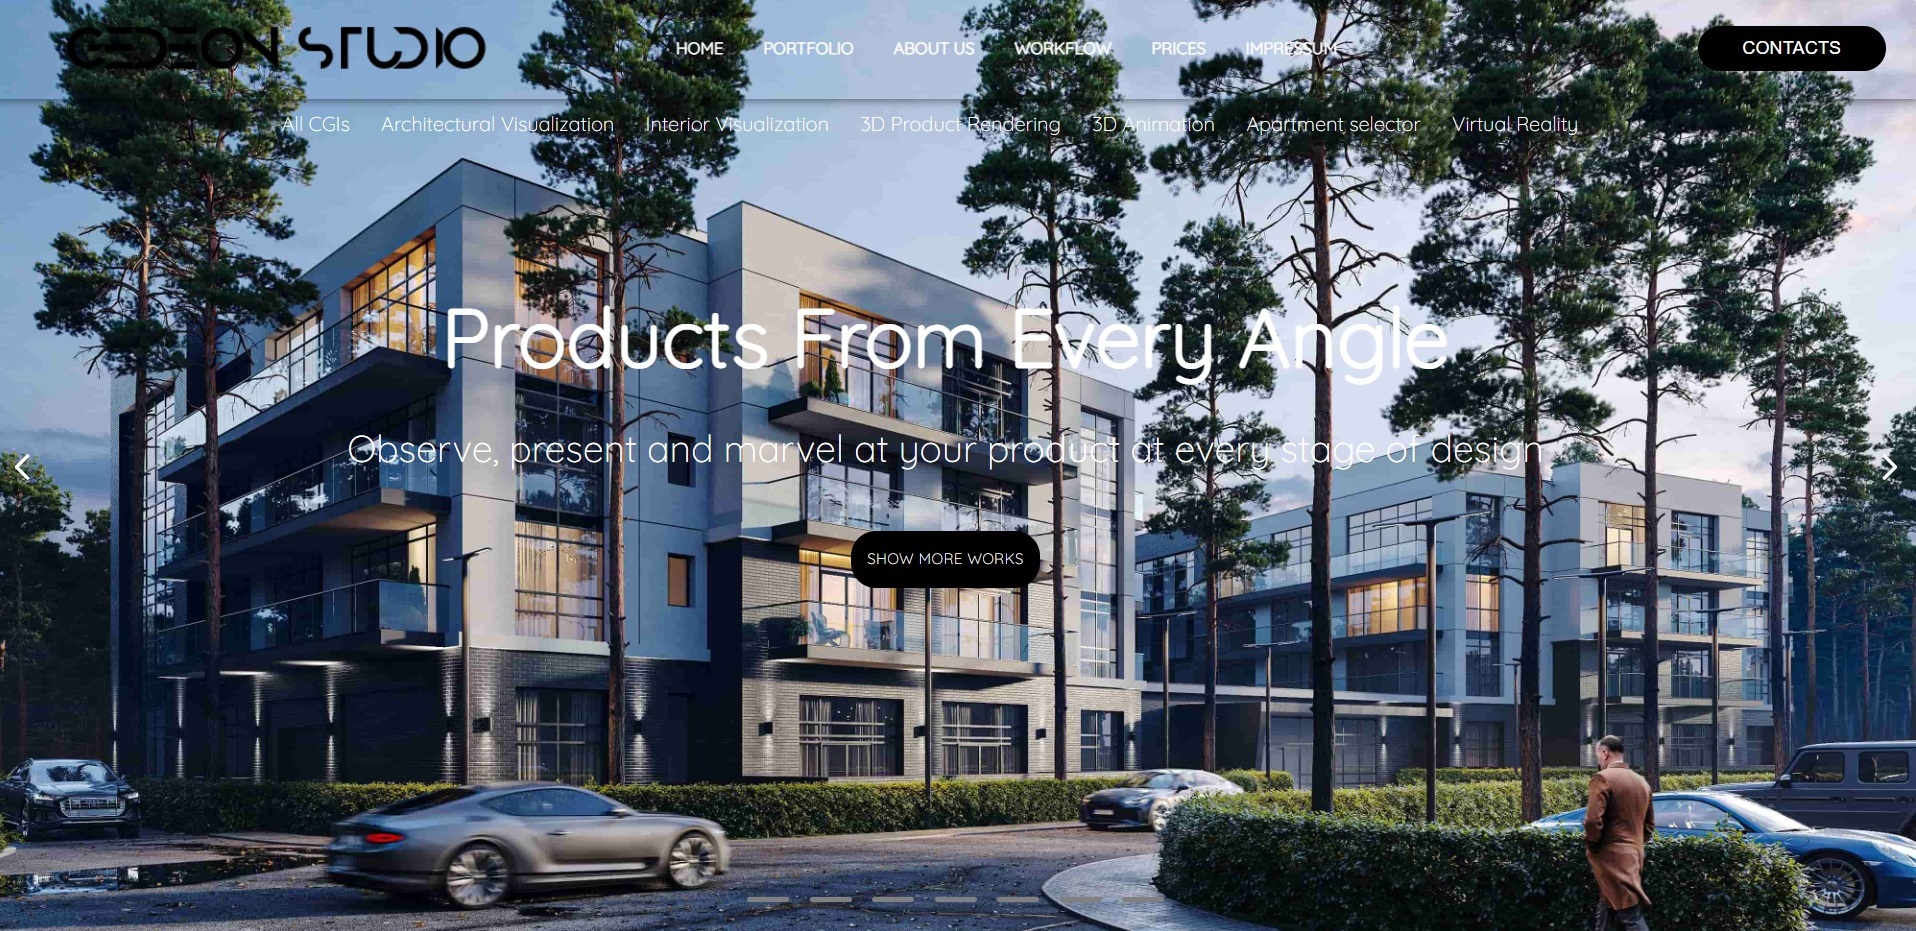 GEDEON STUDIO
HOME PORTFOLIO ABOUT US WORKFLOW PRICES IMPRESSUM
CONTACTS
All CGIs Architectural Visualization Interior Visualization 3D Product Rendering 3D Animation Apartment selector Virtual Reality
Products From Every Angle
Observe, present and marvel at your product at every stage of design
SHOW MORE WORKS